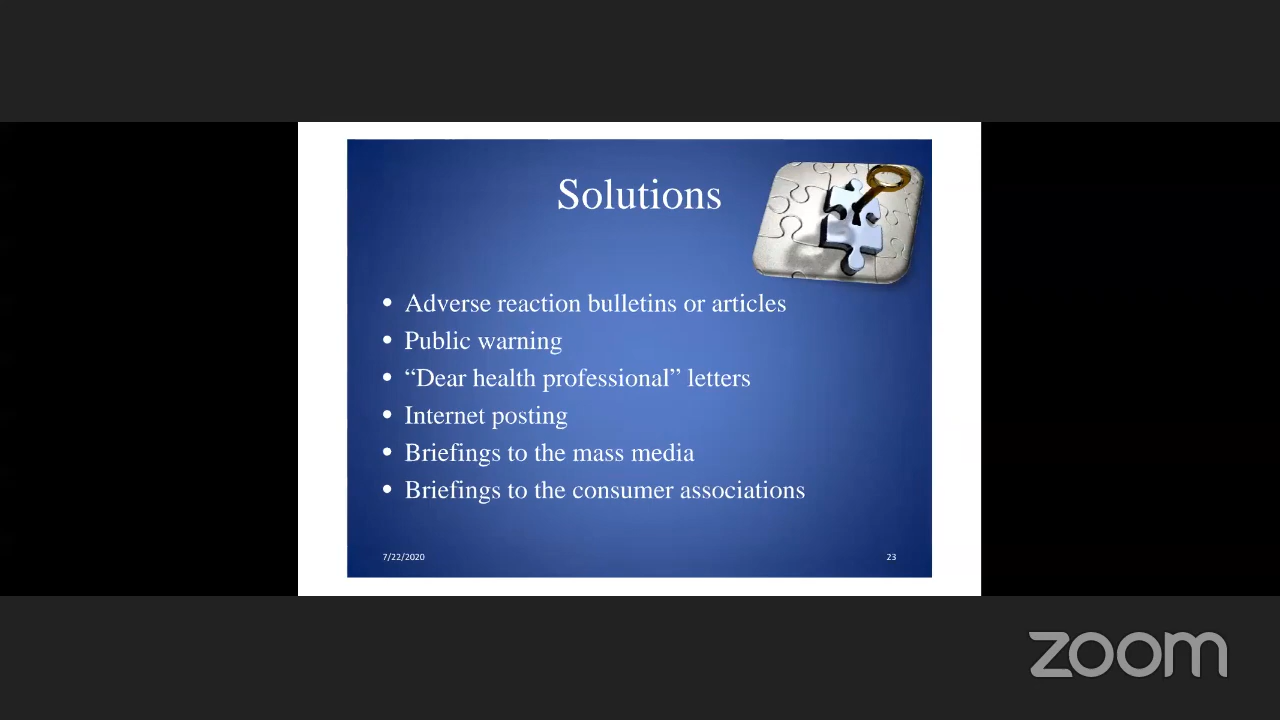 Solutions
• Adverse reaction bulletins or articles
• Public warning
• “Dear health professional” letters
• Internet posting
• Briefings to the mass media
• Briefings to the consumer associations
7/22/2020
23
zoom